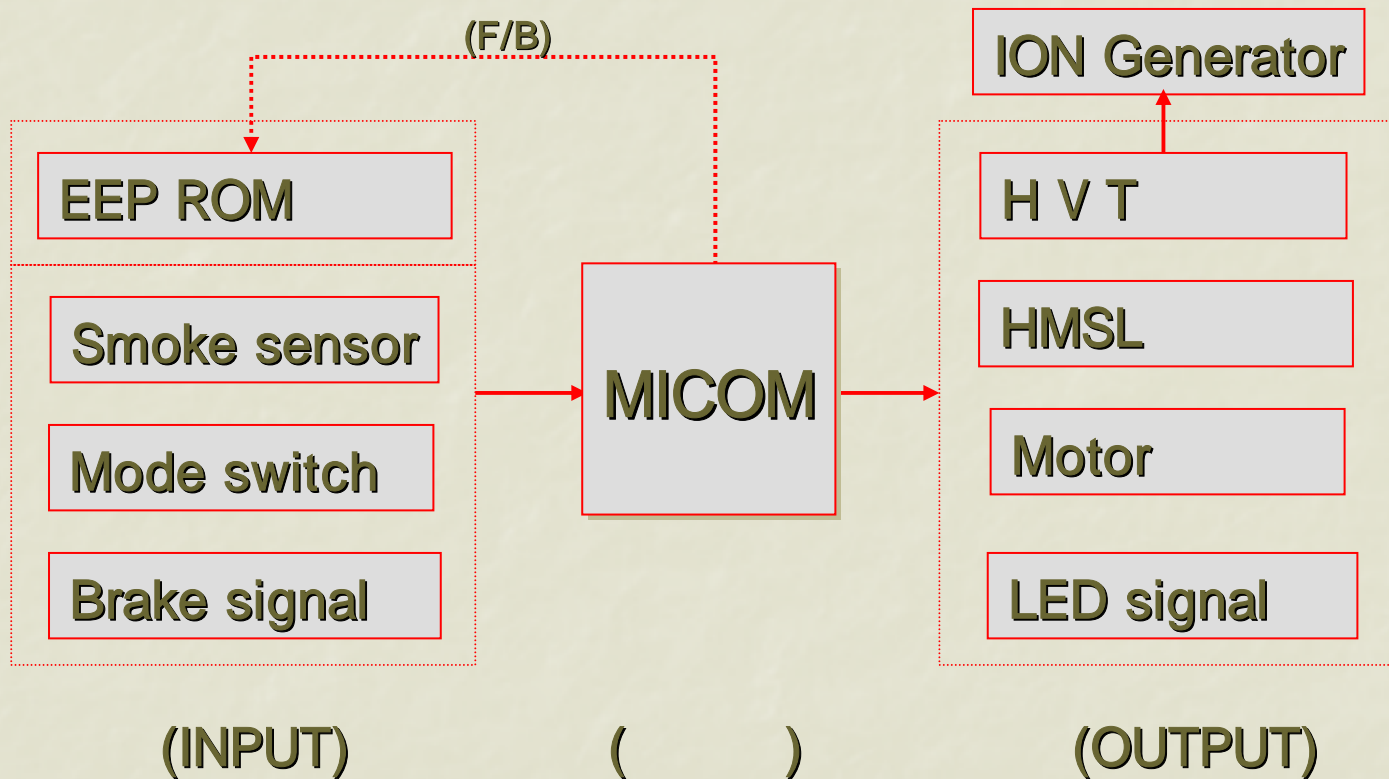 (F/B)
ION Generator
EEP ROM
H V T
Smoke sensor
HMSL
MICOM
Mode switch
Motor
Brake signal
LED signal
(INPUT)
( )
(OUTPUT)